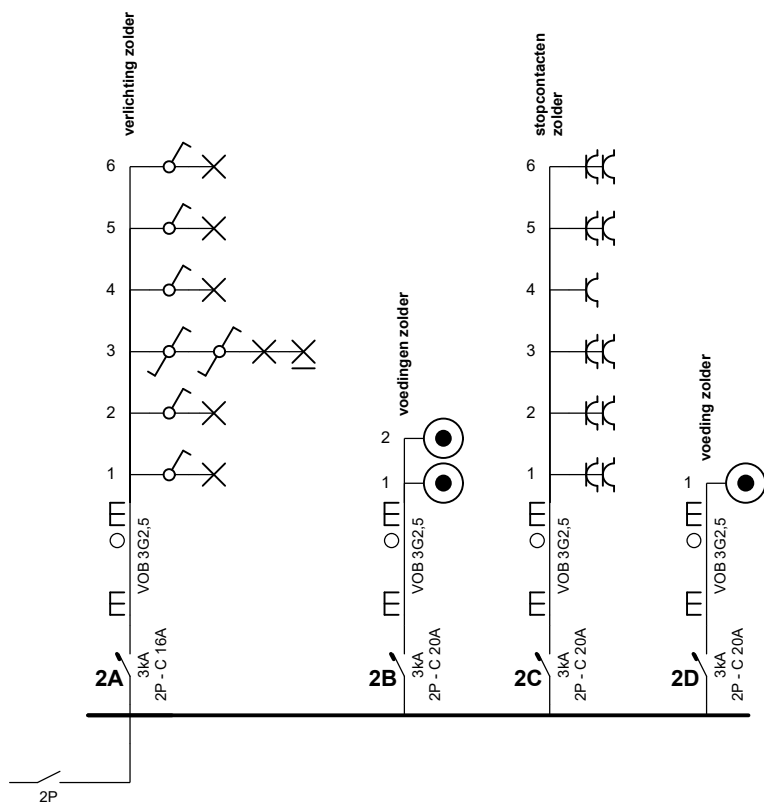 verlichting zolder
6
5
4
3
2
1
VOB 3G2,5
2A
3kA
2P - C 16A
voedingen zolder
2
1
VOB 3G2,5
2B
3kA
2P - C 20A
stopcontacten
zolder
6
5
4
3
2
1
VOB 3G2,5
2C
3kA
2P - C 20A
voeding zolder
1
VOB 3G2,5
2D
3kA
2P - C 20A
2P